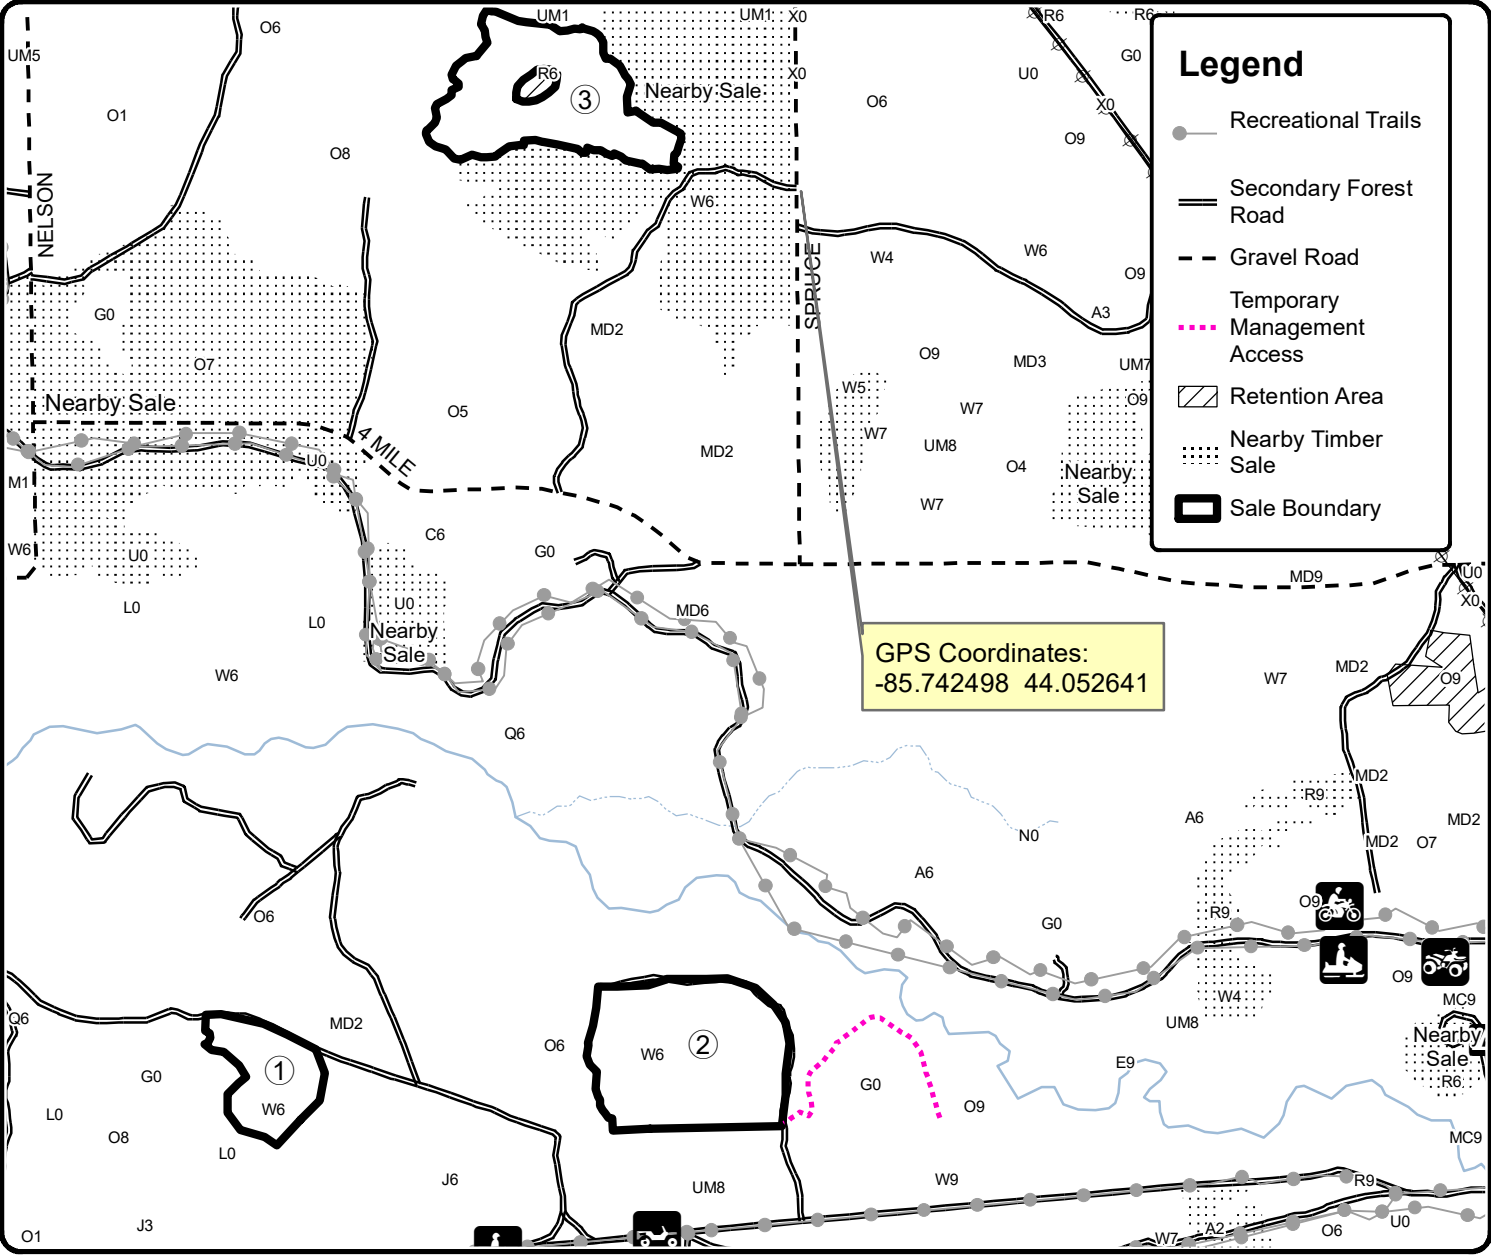 UM1
UM1
X0
R6
R6
O6
UM5
G0
Legend
R6
X0
U0
3
Nearby Sale
O6
X0
O1
Recreational Trails
O9
O8
Secondary Forest
Road
W6
NELSON
W4
W6
Gravel Road
O9
SPRUCE
G0
A3
Temporary
Management
Access
MD2
O9
MD3
UM7
O7
W5
O9
Retention Area
Nearby Sale
O5
W7
4 MILE
W7
UM8
Nearby Timber
Sale
MD2
U0
O4
Nearby
Sale
M1
W7
Sale Boundary
C6
W6
U0
G0
MD9
U0
X0
L0
U0
MD6
L0
Nearby
Sale
GPS Coordinates:
-85.742498 44.052641
W6
MD2
W7
O9
Q6
MD2
R9
A6
MD2
N0
MD2
O7
A6
O9
O6
R9
G0
O9
W4
MC9
Q6
MD2
UM8
O6
W6
2
Nearby
Sale
E9
1
G0
G0
R6
W6
O9
L0
O8
MC9
L0
J6
UM8
W9
R9
J3
O1
A2
O6
U0
W7